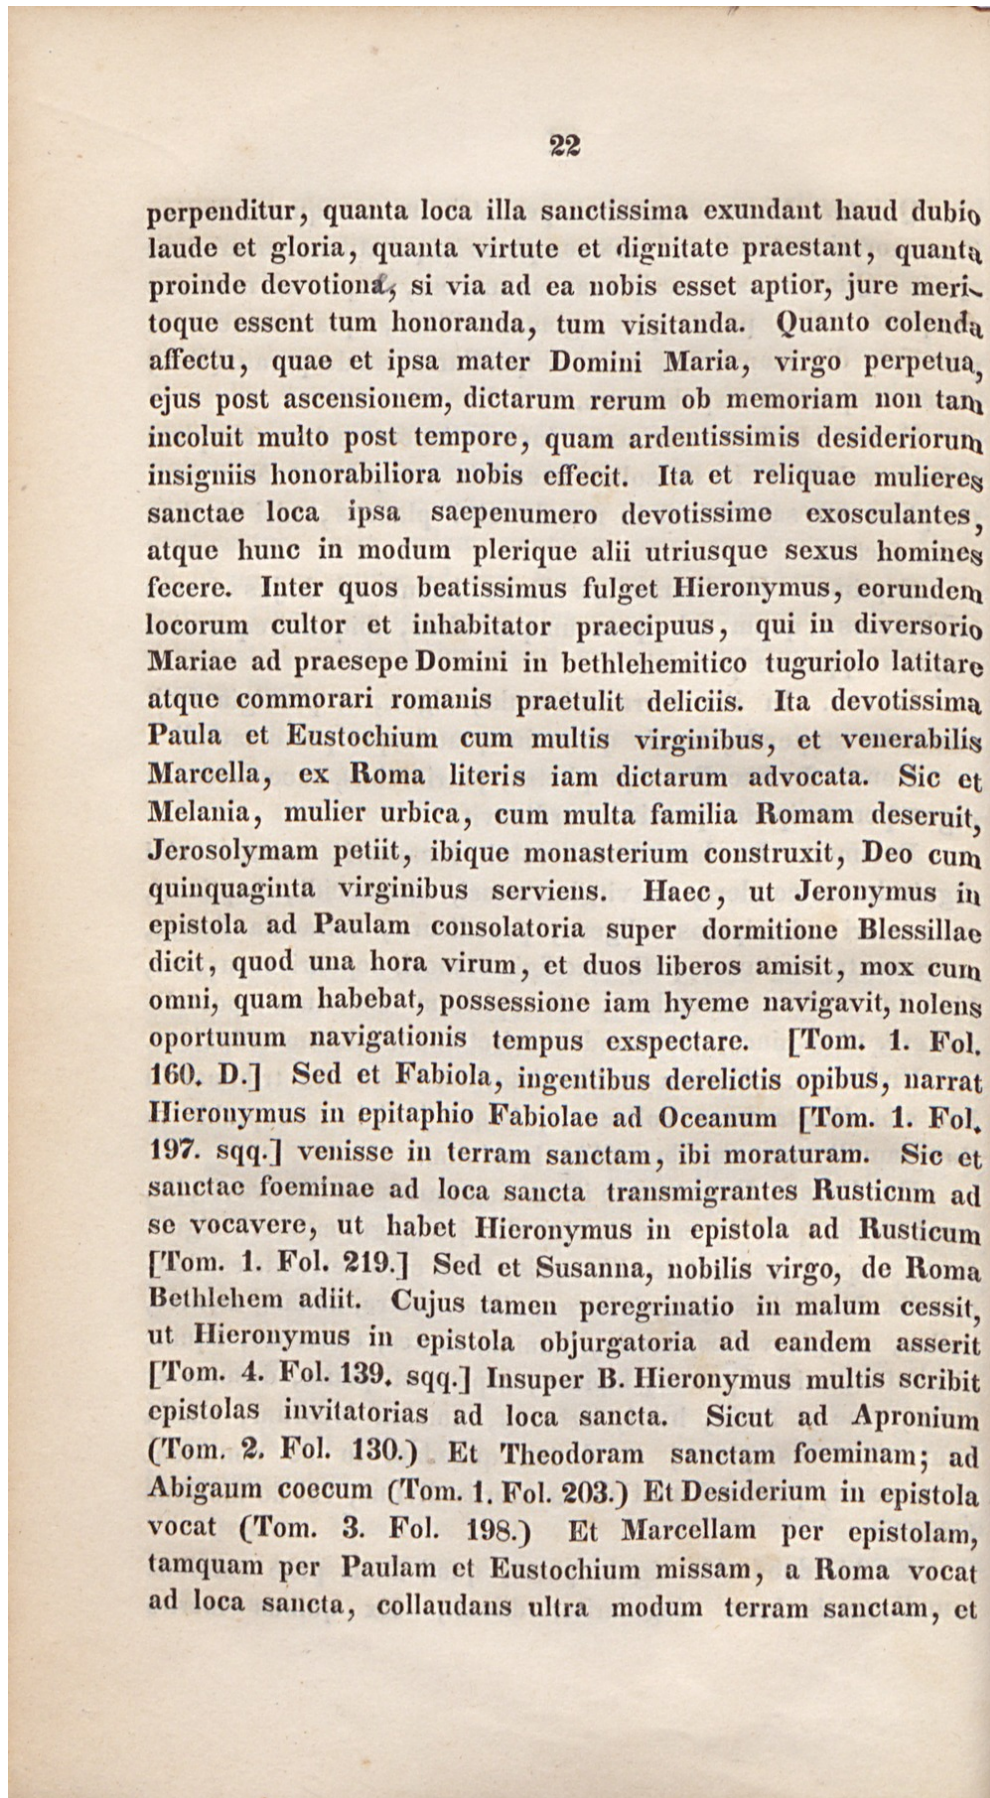 22
perpenditur, quanta loca illa sanctissima exundant haud dubio
laude et gloria, quanta virtute et dignitate praestant, quanta
proinde devotiona, si via ad ea nobis esset aptior, jure meri-
toque essent tum honoranda, tum visitanda. Quanto colenda
affectu, quae et ipsa mater Domini Maria, virgo perpetua,
ejus post ascensionem, dictarum rerum ob memoriam non tam
incoluit multo post tempore, quam ardentissimis desideriorum
insigniis honorabiliora nobis effecit. Ita et reliquae mulieres
sanctae loca ipsa saepenumero devotissime exosculantes,
atque hunc in modum plerique alii utriusque sexus homines
fecere. Inter quos beatissimus fulget Hieronymus, eorundem
locorum cultor et inhabitator praecipuus, qui in diversorio
Mariae ad praesepe Domini in bethlehemitico tuguriolo latitare
atque commorari romanis praetulit deliciis. Ita devotissima
Paula et Eustochium cum multis virginibus, et venerabilis
Marcella, ex Roma literis iam dictarum advocata. Sic et
Melania, mulier urbica, cum multa familia Romam deseruit,
Jerosolymam petiit, ibique monasterium construxit, Deo cum
quinquaginta virginibus serviens. Haec, ut Jeronymus in
epistola ad Paulam consolatoria super dormitione Blessillae
dicit, quod una hora virum, et duos liberos amisit, mox cum
omni, quam habebat, possessione iam hyeme navigavit, nolens
oportunum navigationis tempus exspectare. [Tom. 1. Fol.
160. D.] Sed et Fabiola, ingentibus derelictis opibus, narrat
Hieronymus in epitaphio Fabiolae ad Oceanum [Tom. 1. Fol.
197. sqq.] venisse in terram sanctam, ibi moraturam. Sic et
sanctae foeminae ad loca sancta transmigrantes Rusticum ad
se vocavere, ut habet Hieronymus in epistola ad Rusticum
[Tom. 1. Fol. 219.] Sed et Susanna, nobilis virgo, de Roma
Bethlehem adiit. Cujus tamen peregrinatio in malum cessit,
ut Hieronymus in epistola objurgatoria ad eandem asserit
[Tom. 4. Fol. 139. sqq.] Insuper B. Hieronymus multis scribit
epistolas invitatorias ad loca sancta. Sicut ad Apronium
(Tom. 2. Fol. 130.) Et Theodoram sanctam foeminam; ad
Abigaum coecum (Tom. 1. Fol. 203.) Et Desiderium in epistola
vocat (Tom. 3. Fol. 198.) Et Marcellam per epistolam,
tamquam per Paulam et Eustochium missam, a Roma vocat
ad loca sancta, collaudans ultra modum terram sanctam, et